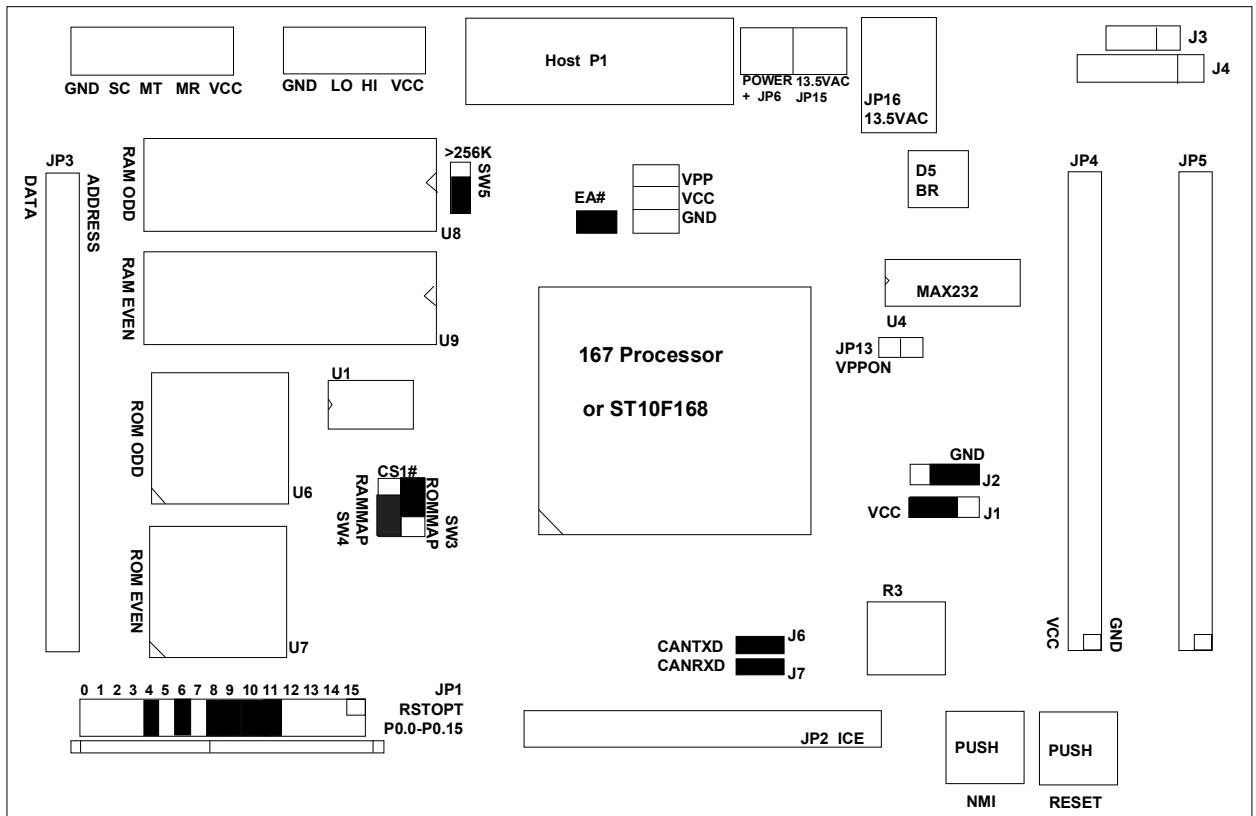 GND SC MT MR VCC
GND LO HI VCC
Host P1
POWER 13.5VAC
+ JP6 JP15
JP16
13.5VAC
J3
J4
JP3
DATA
ADDRESS
RAM ODD
U8
>256K
SW5
EA#
VPP
VCC
GND
D5
BR
JP4
JP5
RAM EVEN
U9
MAX232
U4
JP13
VPPON
167 Processor
or ST10F168
U1
ROM ODD
U6
CS1#
RAMMAP
SW4
ROMMAP
SW3
GND
J2
VCC
J1
ROM EVEN
U7
R3
CANTXD
J6
CANRXD
J7
VCC
GND
0 1 2 3 4 5 6 7 8 9 10 11 12 13 14 15
JP1
RSTOPT
P0.0-P0.15
JP2 ICE
PUSH
PUSH
NMI
RESET